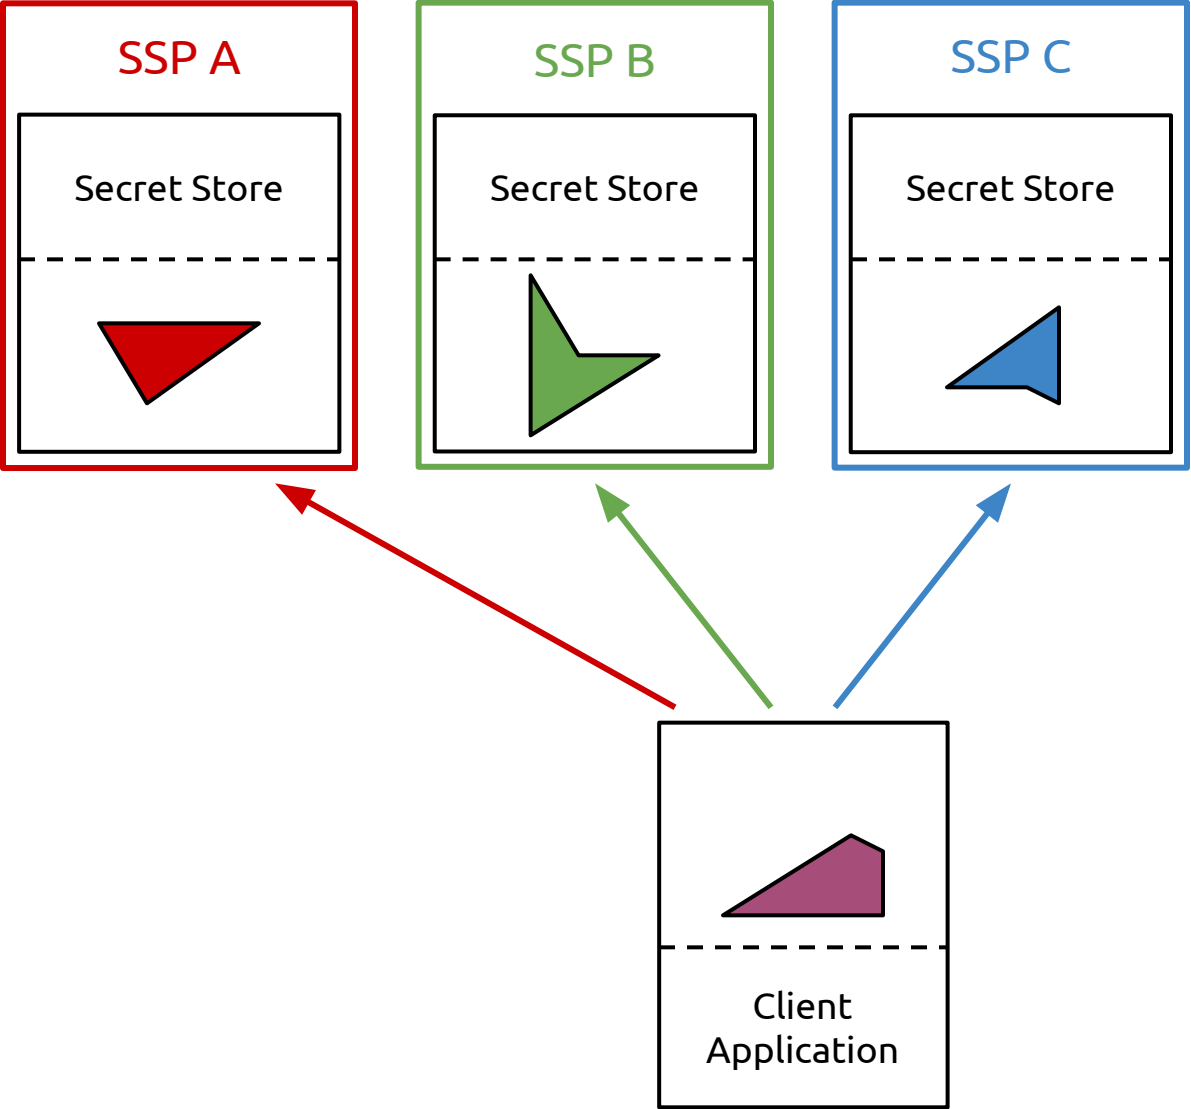 SSP A
SSP B
SSP C
Secret Store
Secret Store
Secret Store
Client
Application